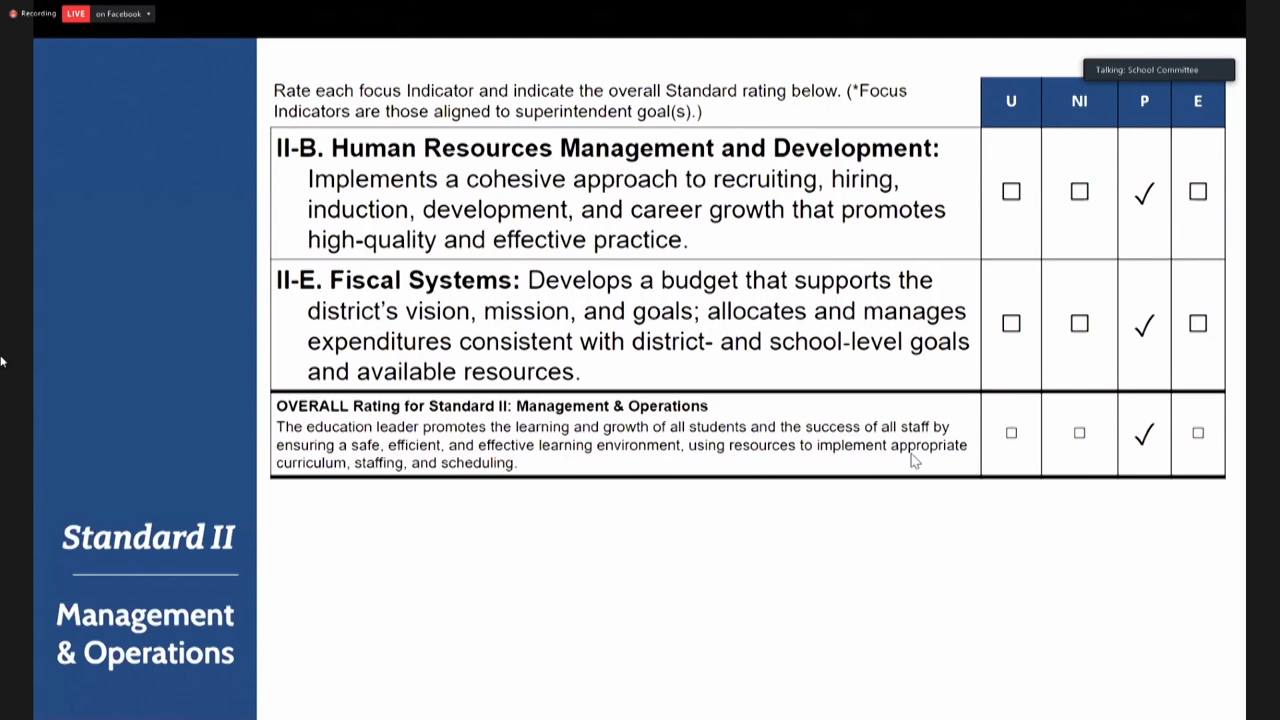 Recording LIVE on Facebook
Talking: School Committee
Rate each focus Indicator and indicate the overall Standard rating below. (*Focus
Indicators are those aligned to superintendent goal(s).)
U NI P E
II-B. Human Resources Management and Development:
Implements a cohesive approach to recruiting, hiring,
induction, development, and career growth that promotes
high-quality and effective practice.
II-E. Fiscal Systems: Develops a budget that supports the
district’s vision, mission, and goals; allocates and manages
expenditures consistent with district- and school-level goals
and available resources.
OVERALL Rating for Standard II: Management & Operations
The education leader promotes the learning and growth of all students and the success of all staff by
ensuring a safe, efficient, and effective learning environment, using resources to implement appropriate
curriculum, staffing, and scheduling.
Standard II
Management
& Operations